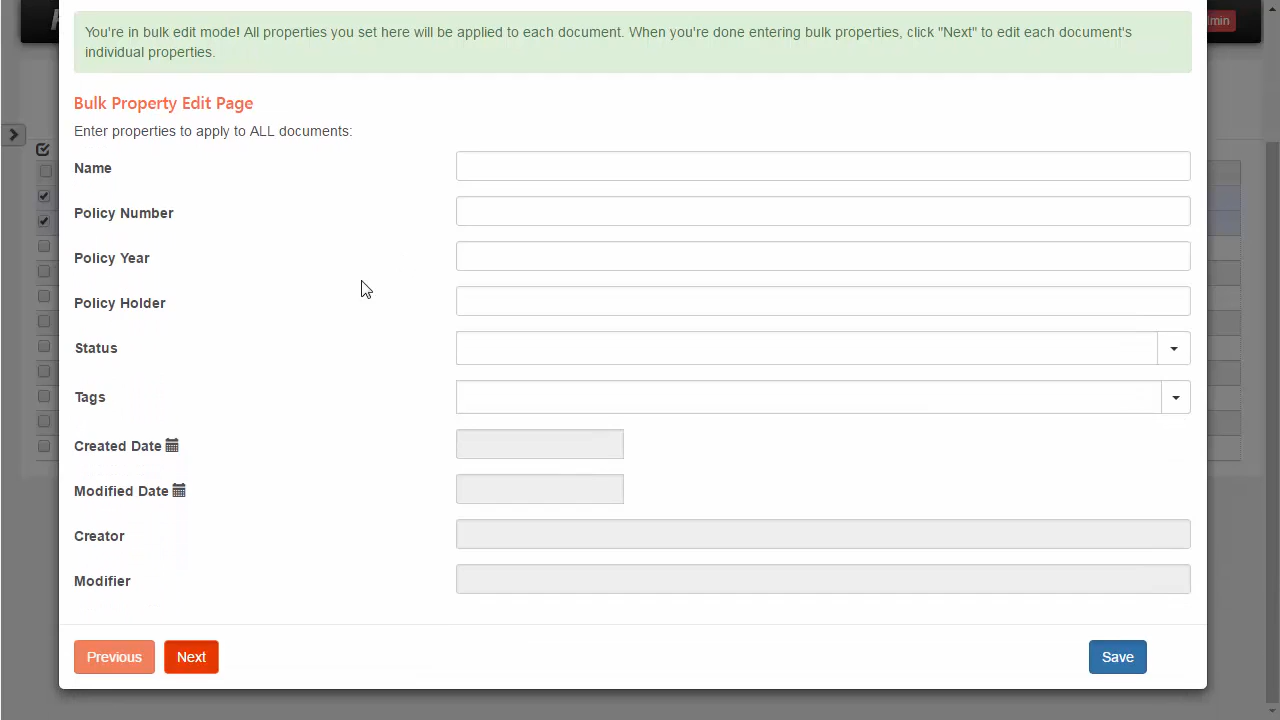 You're in bulk edit mode! All properties you set here will be applied to each document. When you're done entering bulk properties, click "Next" to edit each document's
individual properties.
Bulk Property Edit Page
Enter properties to apply to ALL documents:
Name
Policy Number
Policy Year
Policy Holder
Status
Tags
Created Date
Modified Date
Creator
Modifier
Previous Next Save